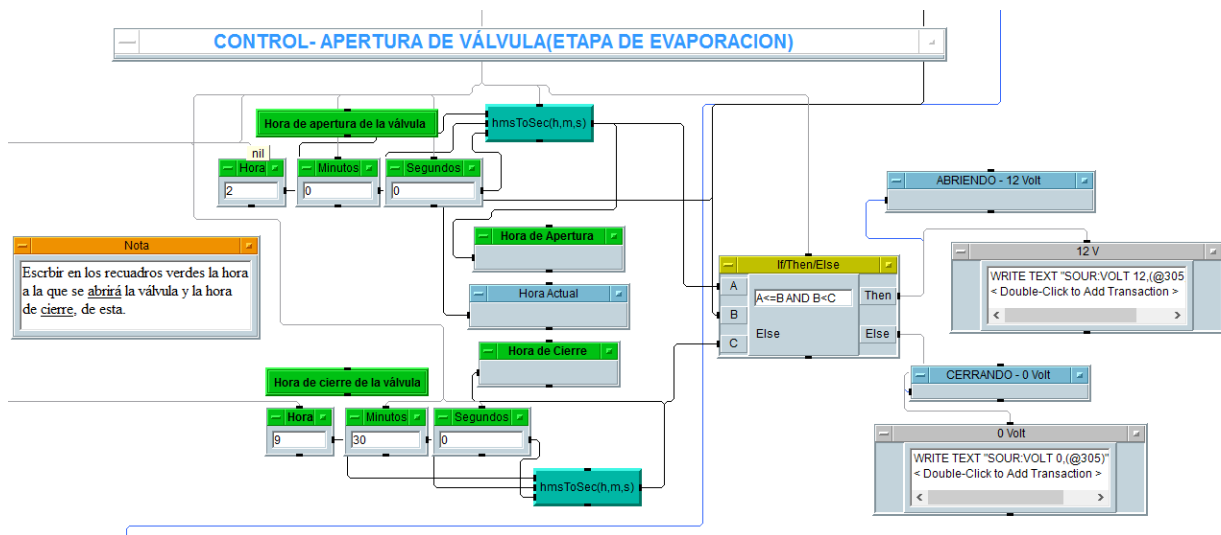 CONTROL- APERTURA DE VÁLVULA(ETAPA DE EVAPORACION)
Hora de apertura de la válvula
hmsToSec(h,m,s)
nil
Hora
Minutos
Segundos
2
0
0
ABRIENDO - 12 Volt
Nota
Escrbir en los recuadros verdes la hora
a la que se abrirá la válvula y la hora
de cierre, de esta.
Hora de Apertura
Hora Actual
Hora de Cierre
If/Then/Else
A
B
C
A<=B AND B<C
Then
Else
Else
12 V
WRITE TEXT "SOUR:VOLT 12,(@305
< Double-Click to Add Transaction >
CERRANDO - 0 Volt
Hora de cierre de la válvula
Hora
Minutos
Segundos
9
30
0
0 Volt
WRITE TEXT "SOUR:VOLT 0,(@305)"
< Double-Click to Add Transaction >
hmsToSec(h,m,s)